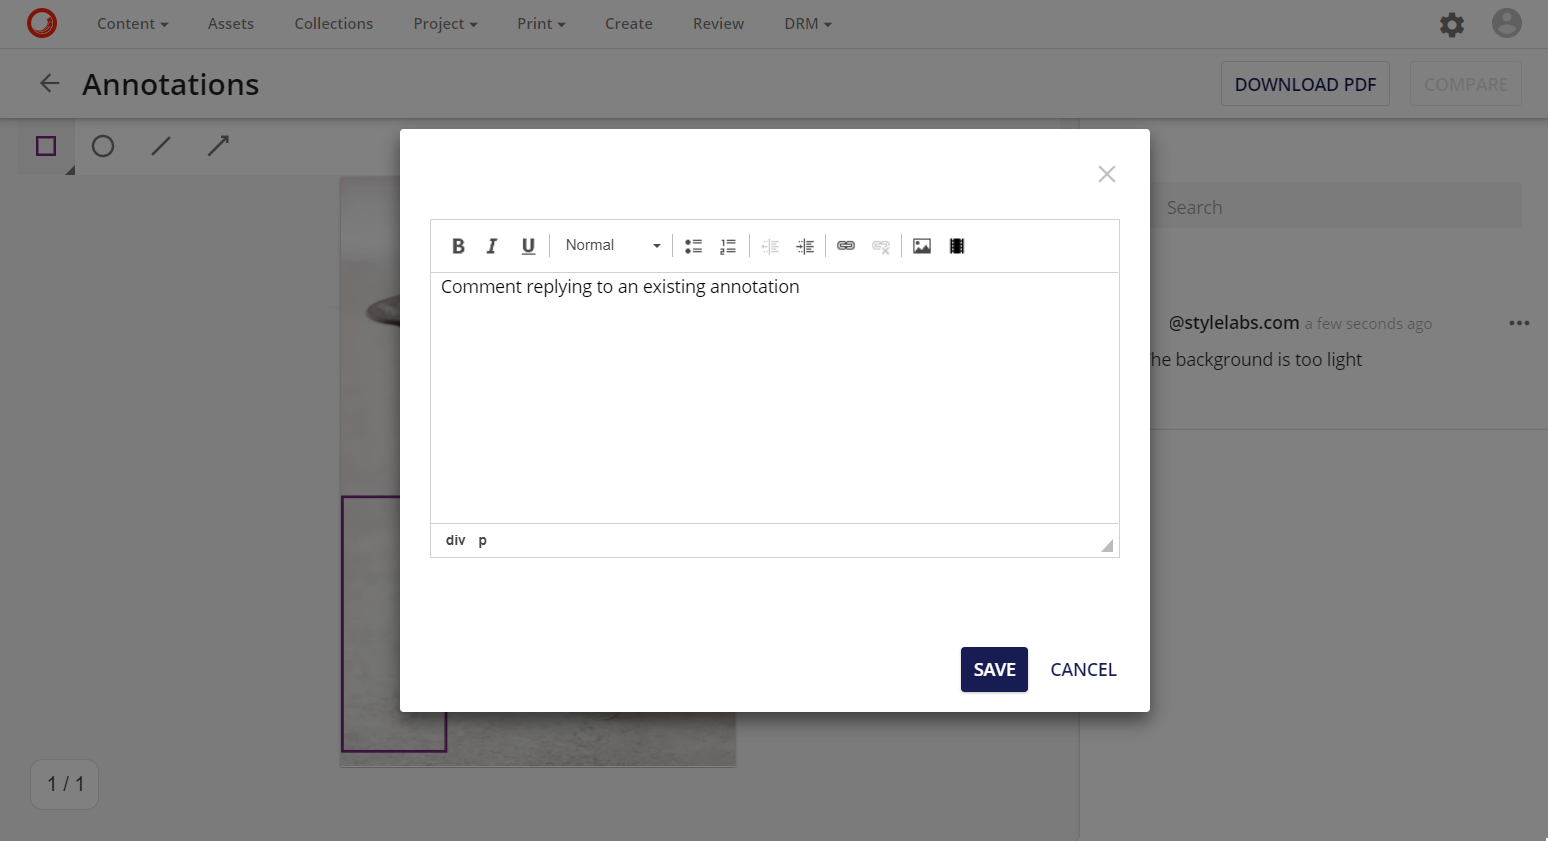 Content Assets Collections Project Print Create Review DRM
Annotations
DOWNLOAD PDF COMPARE
Search
B I U Normal
Comment replying to an existing annotation
@stylelabs.com a few seconds ago
he background is too light
div p
SAVE CANCEL
1 / 1